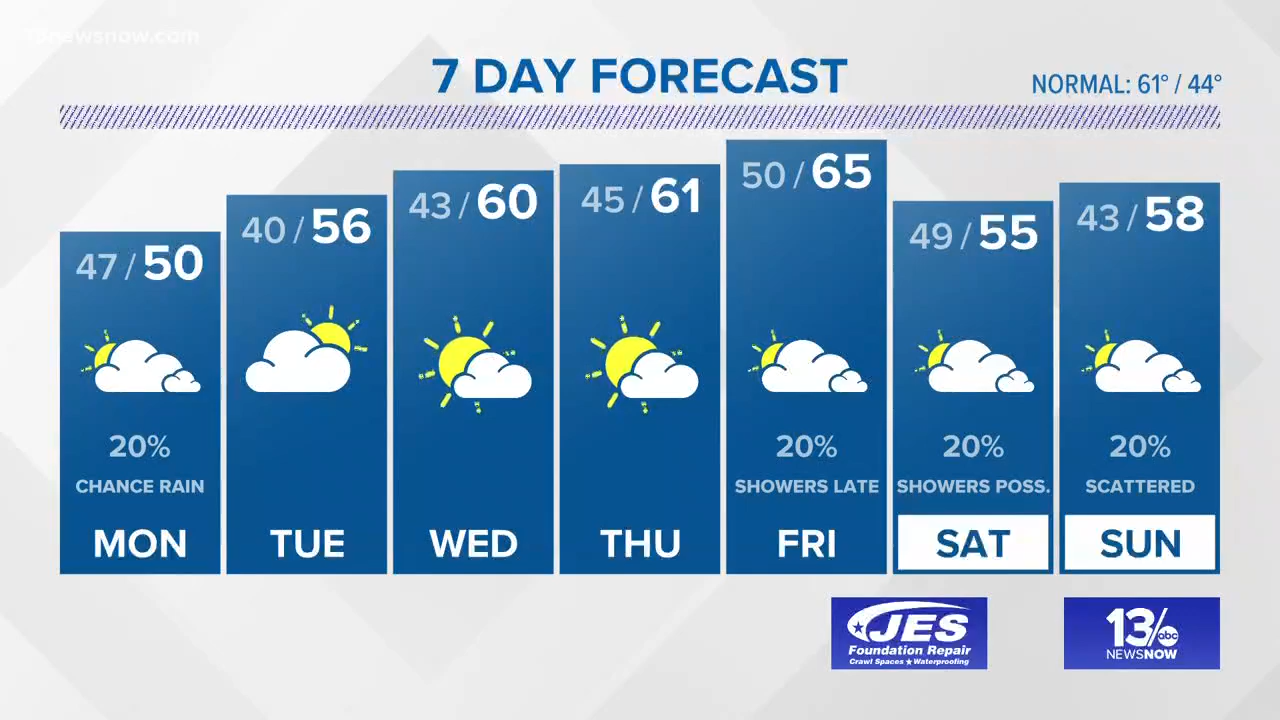 13newsnow.com
7 DAY FORECAST
NORMAL: 61° / 44°
47 / 50
20%
CHANCE RAIN
MON
40 / 56
TUE
43 / 60
WED
45 / 61
THU
50 / 65
20%
SHOWERS LATE
FRI
49 / 55
20%
SHOWERS POSS.
SAT
43 / 58
20%
SCATTERED
SUN
JES
Foundation Repair
Crawl Spaces ★ Waterproofing
13
abc
NEWSNOW